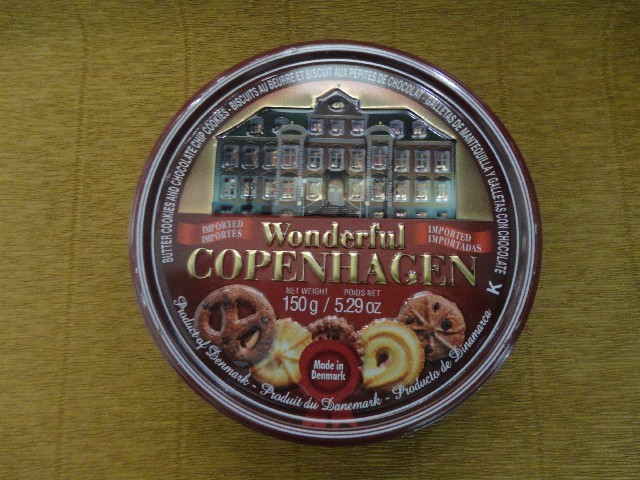 BUTTER COOKIES AND CHOCOLATE CHIP COOKIES - BISCUITS AU BEURRE ET BISCUIT AUX PÉPITES DE CHOCOLAT - GALLETAS DE MANTEQUILLA Y GALLETAS CON CHOCOLATE
IMPORTED
IMPORTÉS
IMPORTED
IMPORTADAS
Wonderful
COPENHAGEN
NET WEIGHT POIDS NET
150 g / 5.29 oz
K
Made in
Denmark
Product of Denmark - Produit du Danemark - Producto de Dinamarca